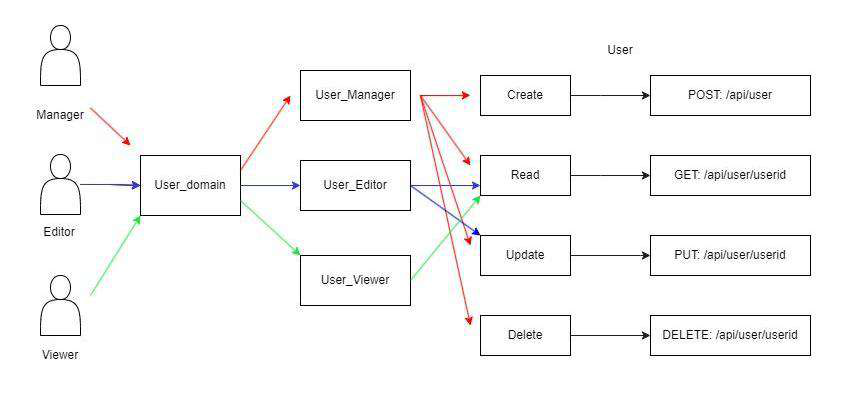 User
User_Manager
Create
POST: /api/user
Manager
User_domain
User_Editor
Read
GET: /api/user/userid
Editor
User_Viewer
Update
PUT: /api/user/userid
Viewer
Delete
DELETE: /api/user/userid